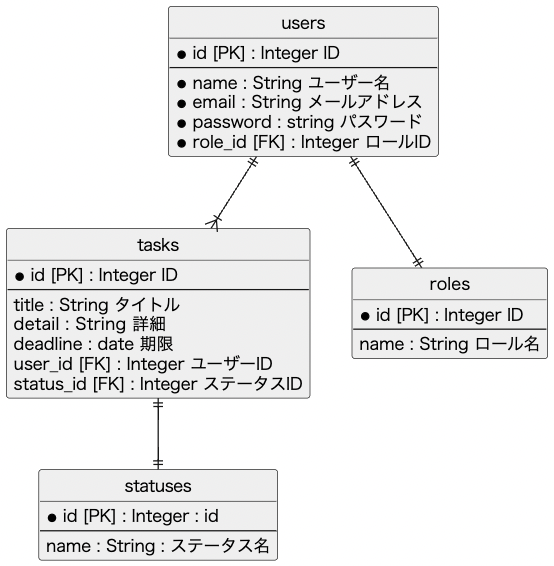 users
● id [PK] : Integer ID
● name : String ユーザー名
● email : String メールアドレス
● password : string パスワード
● role_id [FK] : Integer ロールID
tasks
● id [PK] : Integer ID
title : String タイトル
detail : String 詳細
deadline : date 期限
user_id [FK] : Integer ユーザーID
status_id [FK] : Integer ステータスID
roles
● id [PK] : Integer ID
name : String ロール名
statuses
● id [PK] : Integer : id
name : String : ステータス名